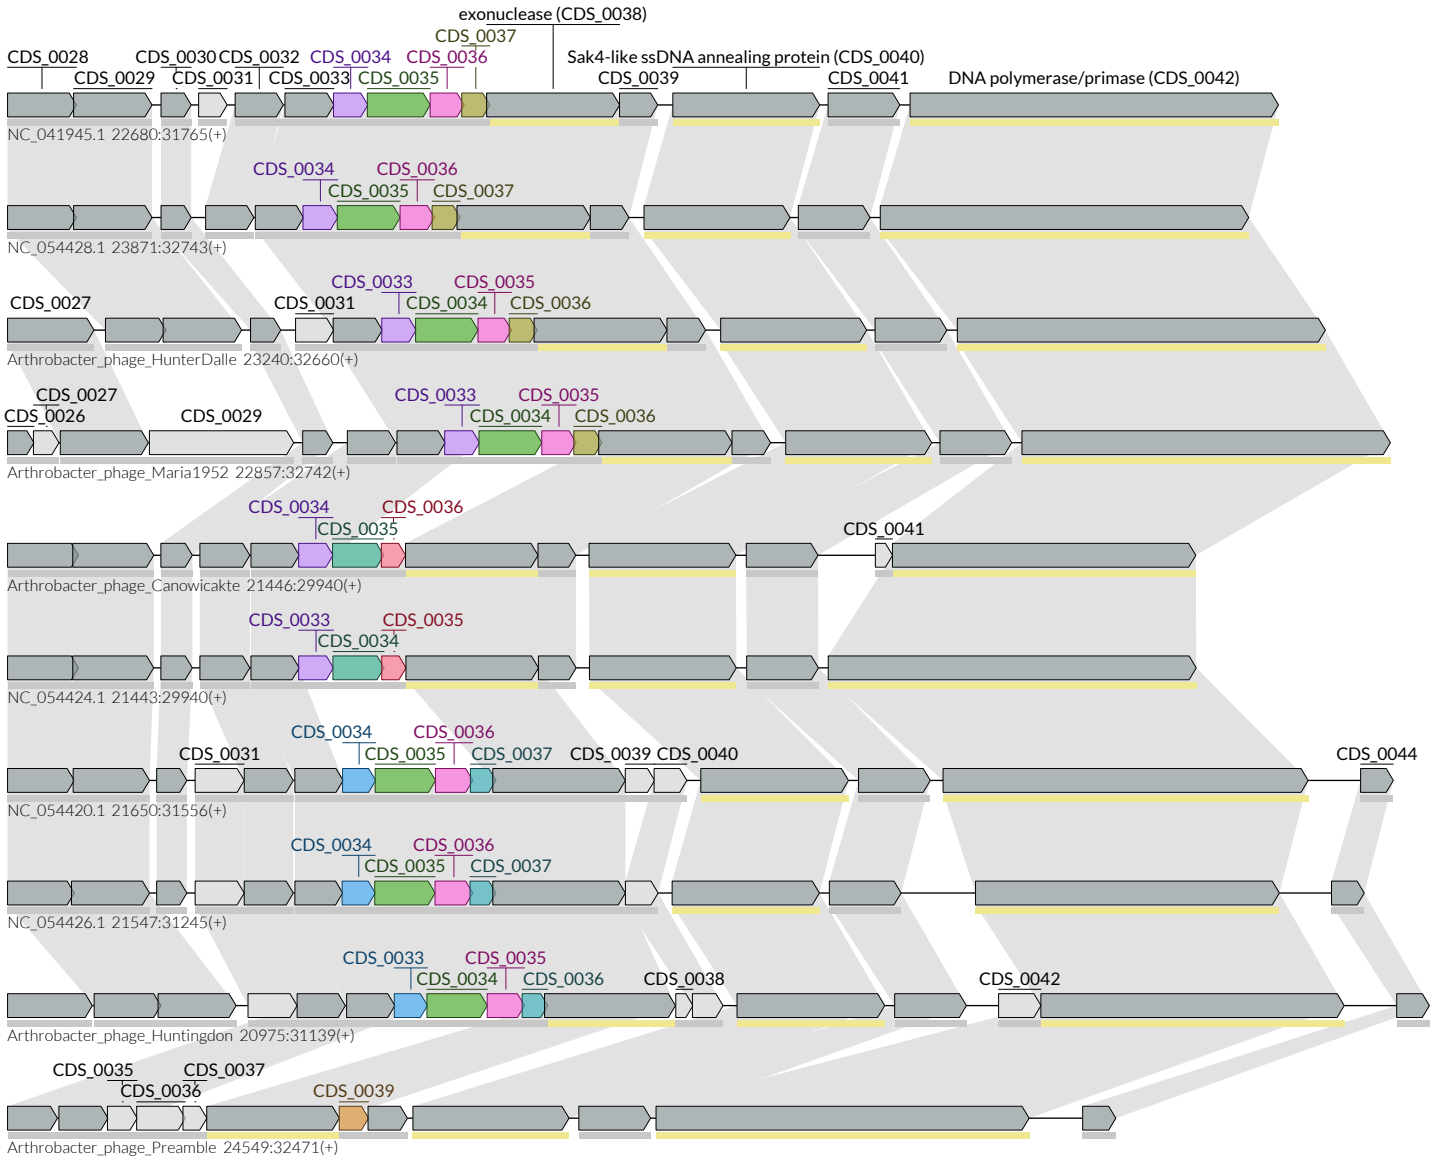 exonuclease (CDS_0038)
CDS_0037
CDS_0028 CDS_0030 CDS_0032 CDS_0034 CDS_0036 Sak4-like ssDNA annealing protein (CDS_0040)
CDS_0029 CDS_0031 CDS_0033 CDS_0035 CDS_0039 CDS_0041 DNA polymerase/primase (CDS_0042)
NC_041945.1 22680:31765(+)
CDS_0034 CDS_0036
CDS_0035 CDS_0037
NC_054428.1 23871:32743(+)
CDS_0033 CDS_0035
CDS_0027 CDS_0031 CDS_0034 CDS_0036
Arthrobacter_phage_HunterDalle 23240:32660(+)
CDS_0027 CDS_0033 CDS_0035
CDS_0026 CDS_0029 CDS_0034 CDS_0036
Arthrobacter_phage_Maria1952 22857:32742(+)
CDS_0034 CDS_0036
CDS_0035 CDS_0041
Arthrobacter_phage_Canowicakte 21446:29940(+)
CDS_0033 CDS_0035
CDS_0034
NC_054424.1 21443:29940(+)
CDS_0034 CDS_0036
CDS_0031 CDS_0035 CDS_0037 CDS_0039 CDS_0040 CDS_0044
NC_054420.1 21650:31556(+)
CDS_0034 CDS_0036
CDS_0035 CDS_0037
NC_054426.1 21547:31245(+)
CDS_0033 CDS_0035
CDS_0034 CDS_0036 CDS_0038 CDS_0042
Arthrobacter_phage_Huntingdon 20975:31139(+)
CDS_0035 CDS_0037
CDS_0036 CDS_0039
Arthrobacter_phage_Preamble 24549:32471(+)